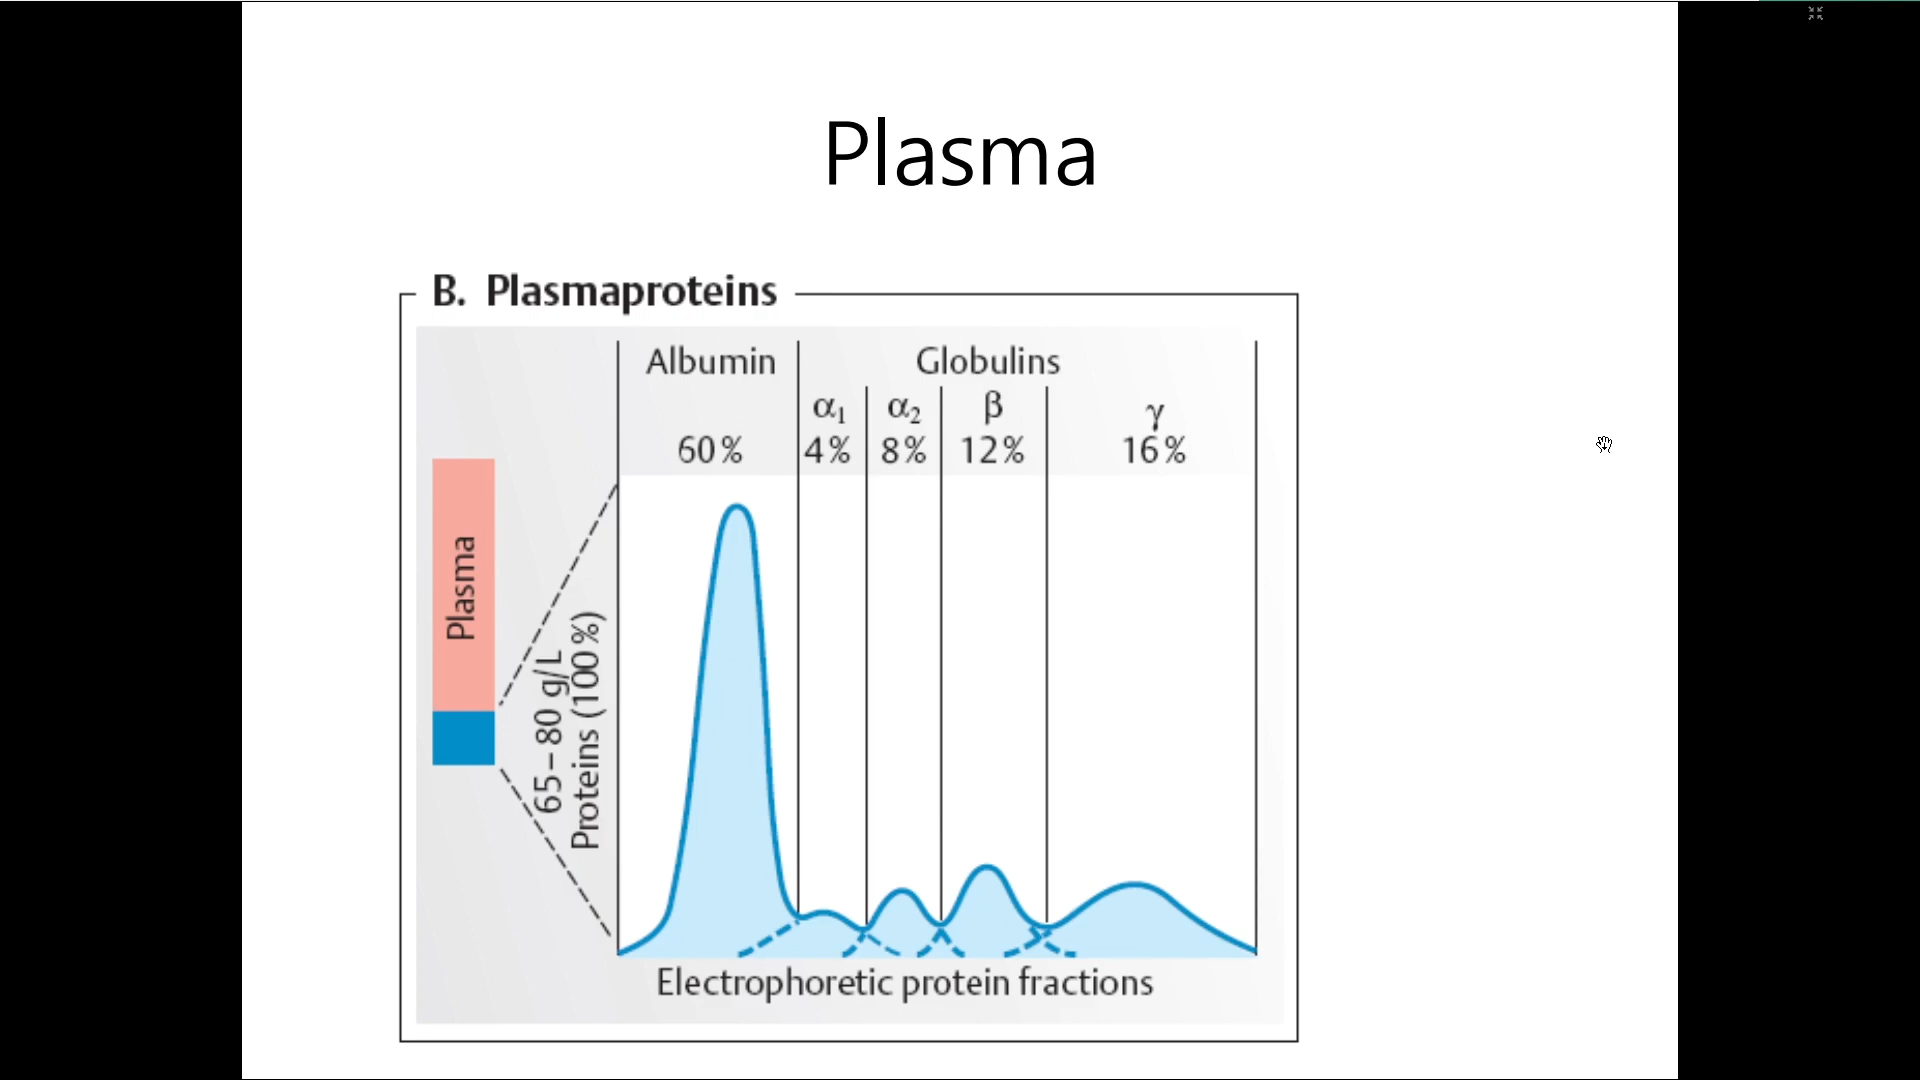 Plasma
B. Plasmaproteins
Albumin
Globulins
α₁
α₂
β
γ
60%
4%
8%
12%
16%
Plasma
65–80 g/L
Proteins (100%)
Electrophoretic protein fractions